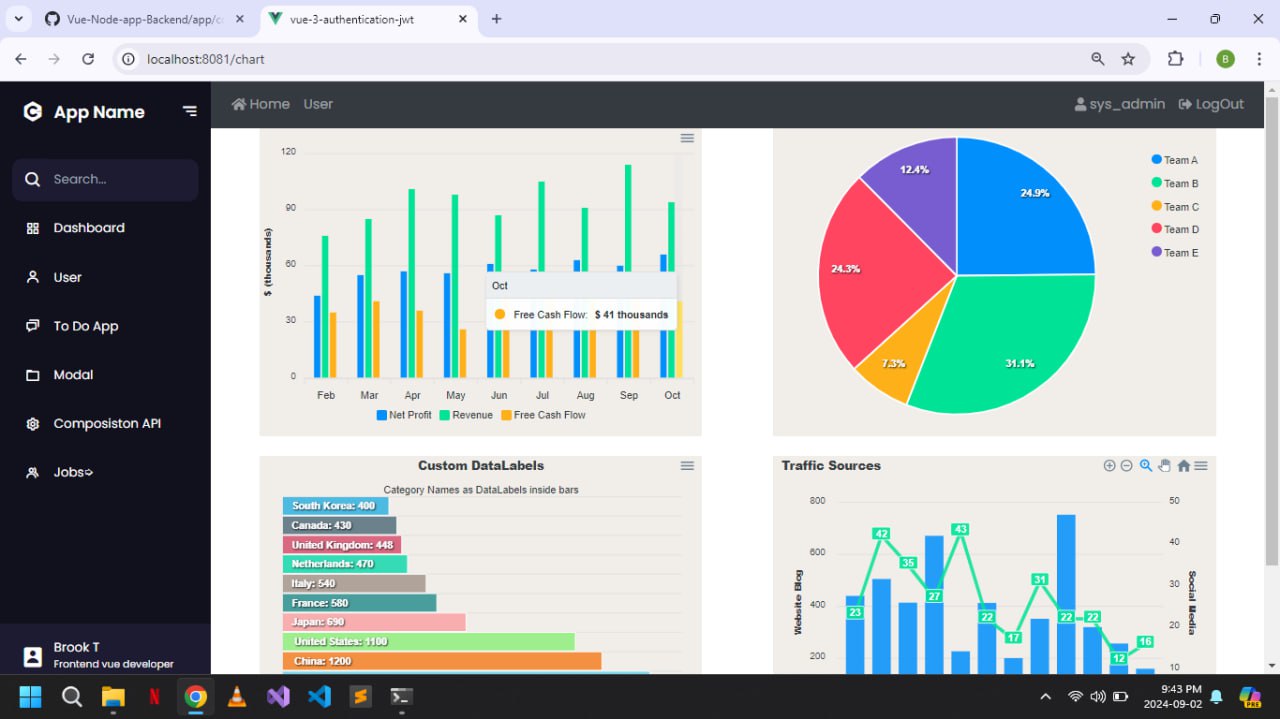 Vue-Node-app-Backend/app/co
vue-3-authentication-jwt
localhost:8081/chart
B
App Name
Home
User
sys_admin
LogOut
Search...
Dashboard
User
To Do App
Modal
Composiston API
Jobs
Brook T
Frontend vue developer
120
90
60
30
0
$ (thousands)
Oct
Free Cash Flow: $ 41 thousands
Feb Mar Apr May Jun Jul Aug Sep Oct
Net Profit Revenue Free Cash Flow
12.4%
24.9%
24.3%
7.3%
31.1%
Team A
Team B
Team C
Team D
Team E
Custom DataLabels
Category Names as DataLabels inside bars
South Korea: 400
Canada: 430
United Kingdom: 448
Netherlands: 470
Italy: 540
France: 580
Japan: 690
United States: 1100
China: 1200
Traffic Sources
800
600
400
200
Website Blog
50
40
30
20
10
Social Media
23 42 35 27 43 22 17 31 22 22 12 16
9:43 PM
2024-09-02
PRE